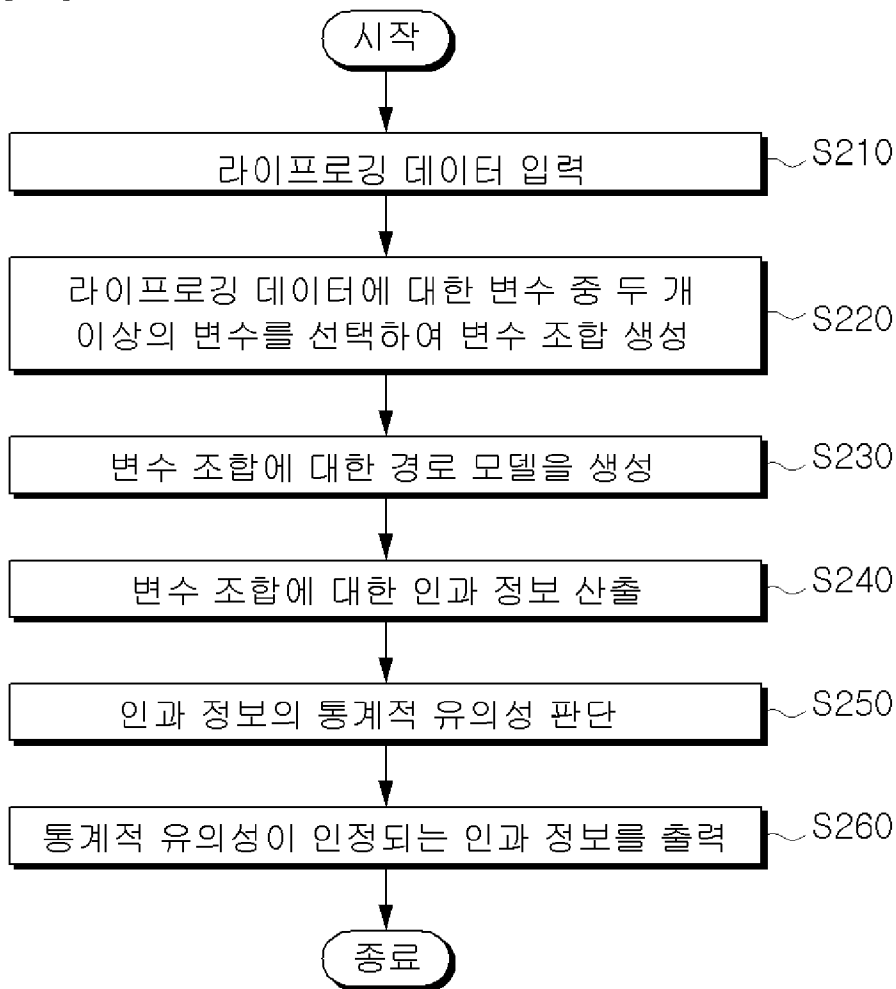 시작
라이프로깅 데이터 입력
S210
라이프로깅 데이터에 대한 변수 중 두 개
이상의 변수를 선택하여 변수 조합 생성
S220
변수 조합에 대한 경로 모델을 생성
S230
변수 조합에 대한 인과 정보 산출
S240
인과 정보의 통계적 유의성 판단
S250
통계적 유의성이 인정되는 인과 정보를 출력
S260
종료